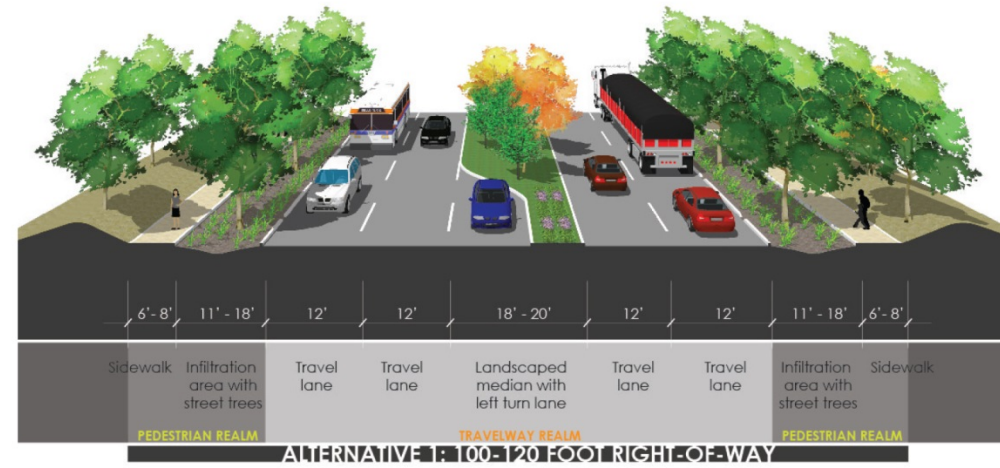 6'- 8' 11' - 18' 12' 12' 18' - 20' 12' 12' 11' - 18' 6'- 8'
Sidewalk
Infiltration
area with
street trees
Travel
lane
Travel
lane
Landscaped
median with
left turn lane
Travel
lane
Travel
lane
Infiltration
area with
street trees
Sidewalk
PEDESTRIAN REALM TRAVELWAY REALM PEDESTRIAN REALM
ALTERNATIVE 1: 100-120 FOOT RIGHT-OF-WAY